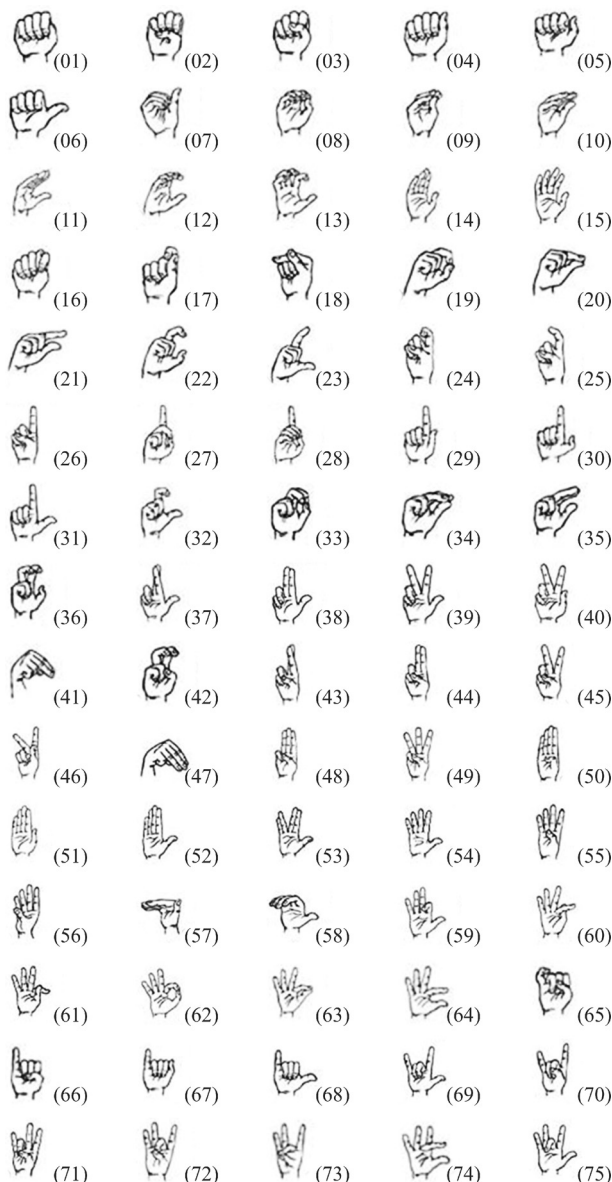 (01) (02) (03) (04) (05)
(06) (07) (08) (09) (10)
(11) (12) (13) (14) (15)
(16) (17) (18) (19) (20)
(21) (22) (23) (24) (25)
(26) (27) (28) (29) (30)
(31) (32) (33) (34) (35)
(36) (37) (38) (39) (40)
(41) (42) (43) (44) (45)
(46) (47) (48) (49) (50)
(51) (52) (53) (54) (55)
(56) (57) (58) (59) (60)
(61) (62) (63) (64) (65)
(66) (67) (68) (69) (70)
(71) (72) (73) (74) (75)